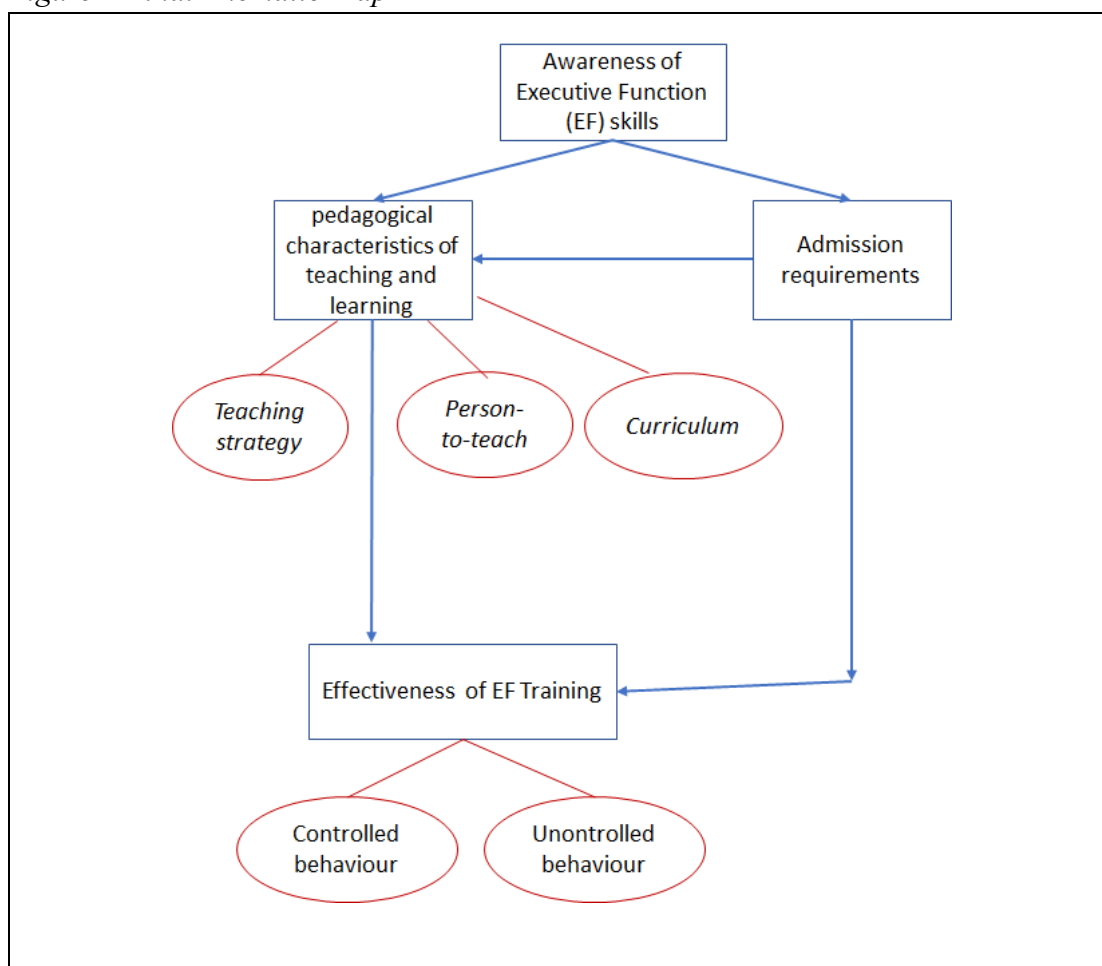 Awareness of
Executive Function
(EF) skills
pedagogical
characteristics of
teaching and
learning
Admission
requirements
Teaching
strategy
Person-
to-teach
Curriculum
Effectiveness of EF Training
Controlled
behaviour
Unontrolled
behaviour